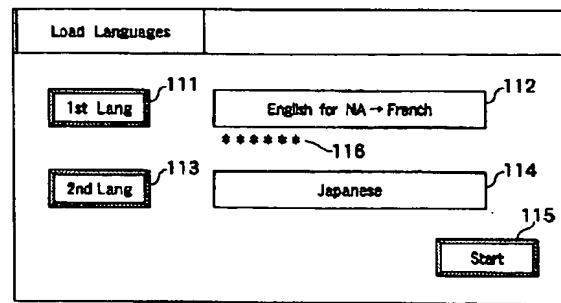 Load Languages
111
112
1st Lang
English for NA → French
****** 116
113
114
2nd Lang
Japanese
115
Start